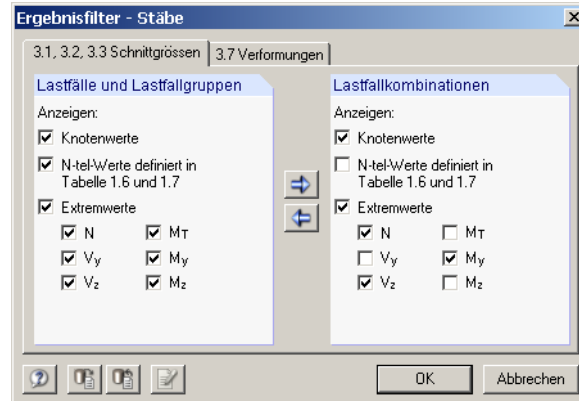 Ergebnisfilter - Stäbe
3.1, 3.2, 3.3 Schnittgrössen
3.7 Verformungen
Lastfälle und Lastfallgruppen
Anzeigen:
Knotenwerte
N-tel-Werte definiert in
Tabelle 1.6 und 1.7
Extremwerte
N MT
Vy My
Vz Mz
Lastfallkombinationen
Anzeigen:
Knotenwerte
N-tel-Werte definiert in
Tabelle 1.6 und 1.7
Extremwerte
N MT
Vy My
Vz Mz
OK
Abbrechen